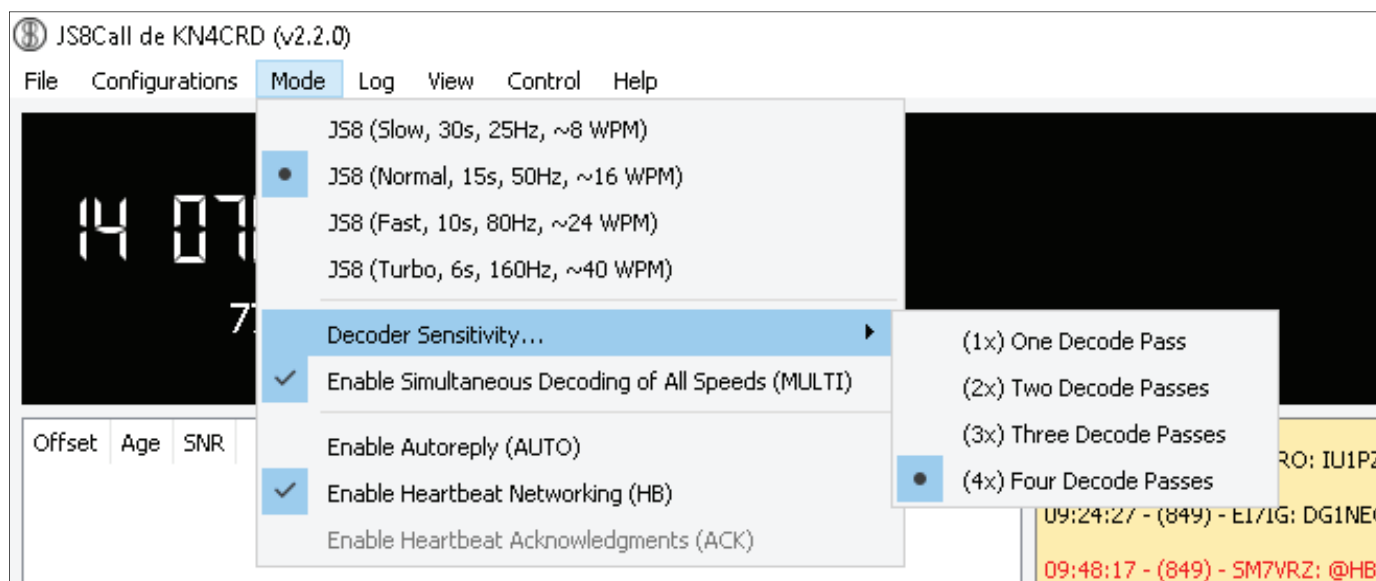 JS8Call de KN4CRD (v2.2.0)
File Configurations Mode Log View Control Help
JS8 (Slow, 30s, 25Hz, ~8 WPM)
JS8 (Normal, 15s, 50Hz, ~16 WPM)
14 07
JS8 (Fast, 10s, 80Hz, ~24 WPM)
JS8 (Turbo, 6s, 160Hz, ~40 WPM)
Decoder Sensitivity...
(1x) One Decode Pass
Enable Simultaneous Decoding of All Speeds (MULTI)
(2x) Two Decode Passes
Offset Age SNR
Enable Autoreply (AUTO)
(3x) Three Decode Passes
RO: IU1PZ
Enable Heartbeat Networking (HB)
(4x) Four Decode Passes
09:24:27 - (849) - EI7IG: DG1NE
Enable Heartbeat Acknowledgments (ACK)
09:48:17 - (849) - SM7VRZ: @HB